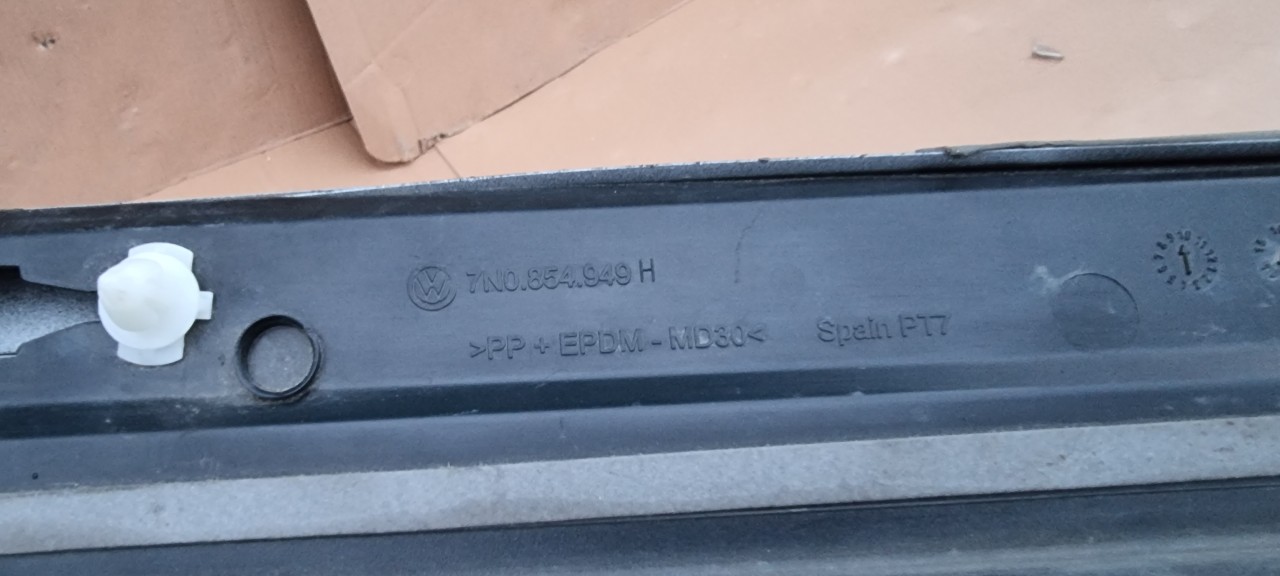 7N0.854.949 H
>PP + EPDM - MD30< Spain PT7